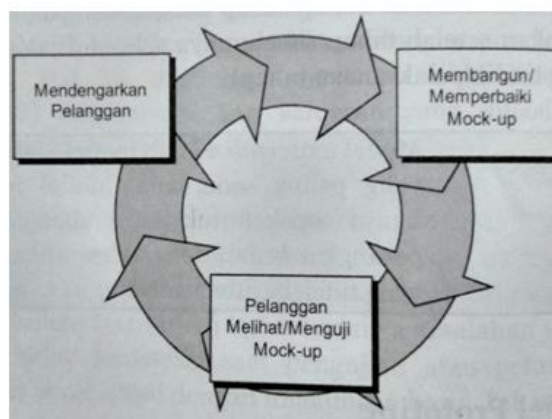 Mendengarkan
Pelanggan
Membangun/
Memperbaiki
Mock-up
Pelanggan
Melihat/Menguji
Mock-up